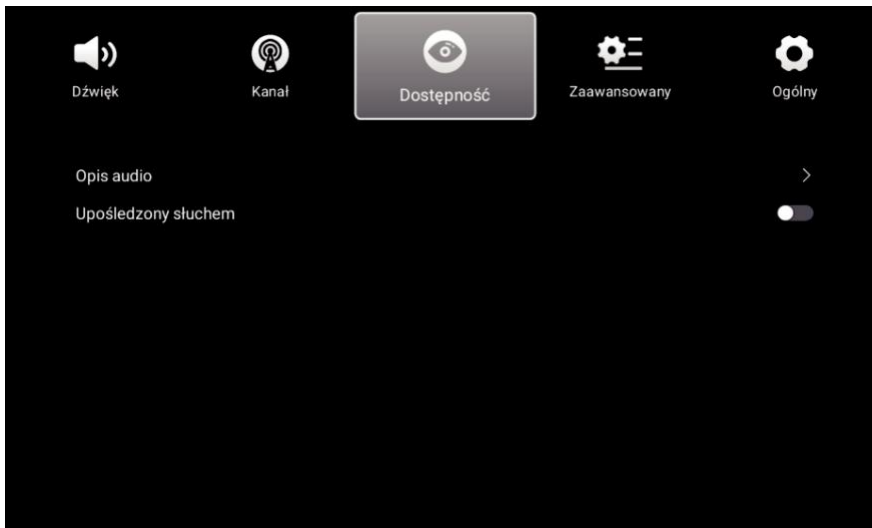 Dźwięk
Kanał
Dostępność
Zaawansowany
Ogólny
Opis audio
Upośledzony słuchem